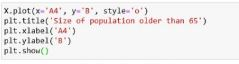 X.plot(x='A4', y='B', style='o')
plt.title('Size of population older than 65')
plt.xlabel('A4')
plt.ylabel('B')
plt.show()